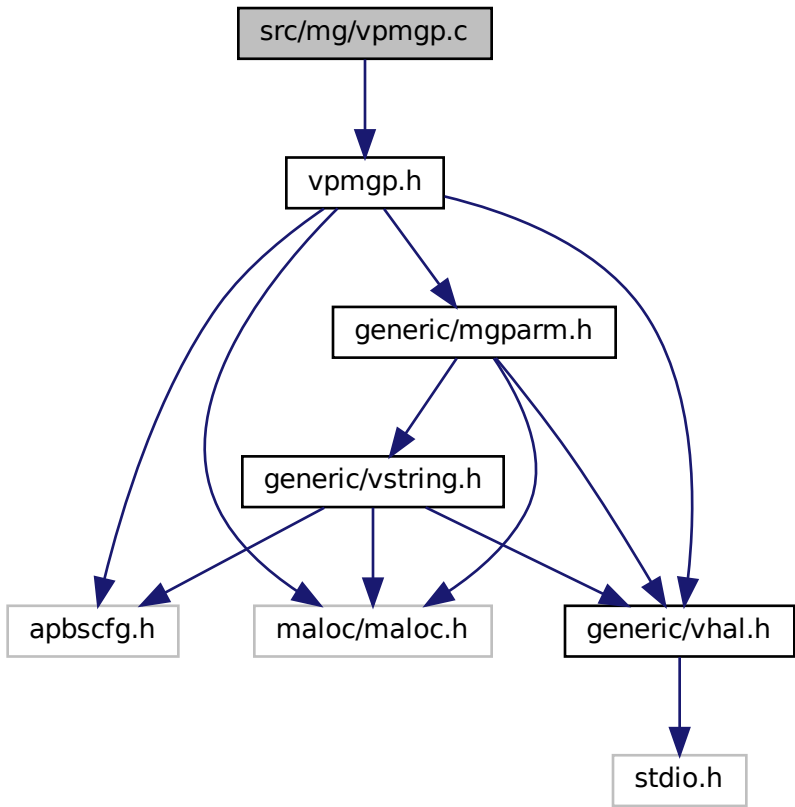 src/mg/vpmgp.c
vpmgp.h
generic/mgparm.h
generic/vstring.h
apbscfg.h
maloc/maloc.h
generic/vhal.h
stdio.h